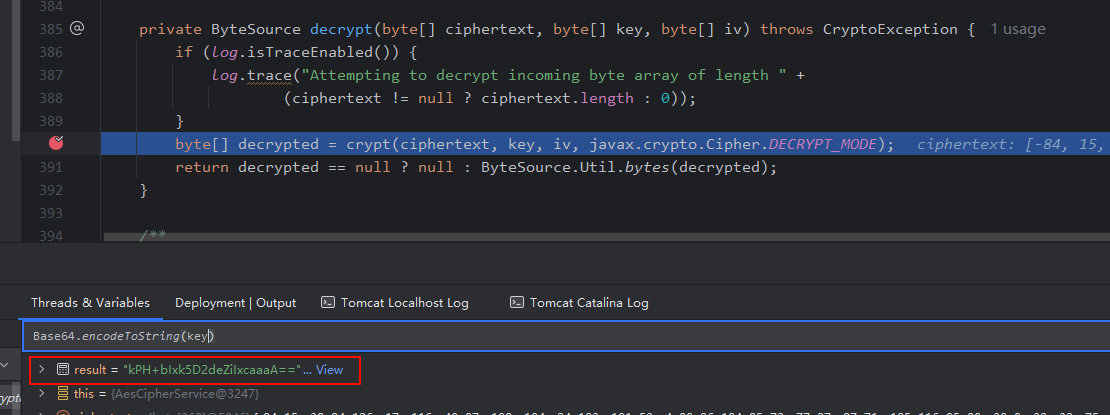 384
385 @ private ByteSource decrypt(byte[] ciphertext, byte[] key, byte[] iv) throws CryptoException { 1 usage
386 if (log.isTraceEnabled()) {
387 log.trace("Attempting to decrypt incoming byte array of length " +
388 (ciphertext != null ? ciphertext.length : 0));
389 }
byte[] decrypted = crypt(ciphertext, key, iv, javax.crypto.Cipher.DECRYPT_MODE); ciphertext: [-84, 15,
391 return decrypted == null ? null : ByteSource.Util.bytes(decrypted);
392 }
393
394 /**
Threads & Variables Deployment | Output Tomcat Localhost Log Tomcat Catalina Log
Base64.encodeToString(key)
result = "kPH+bIxk5D2deZiIxcaaaA=="... View
this = {AesCipherService@3247}